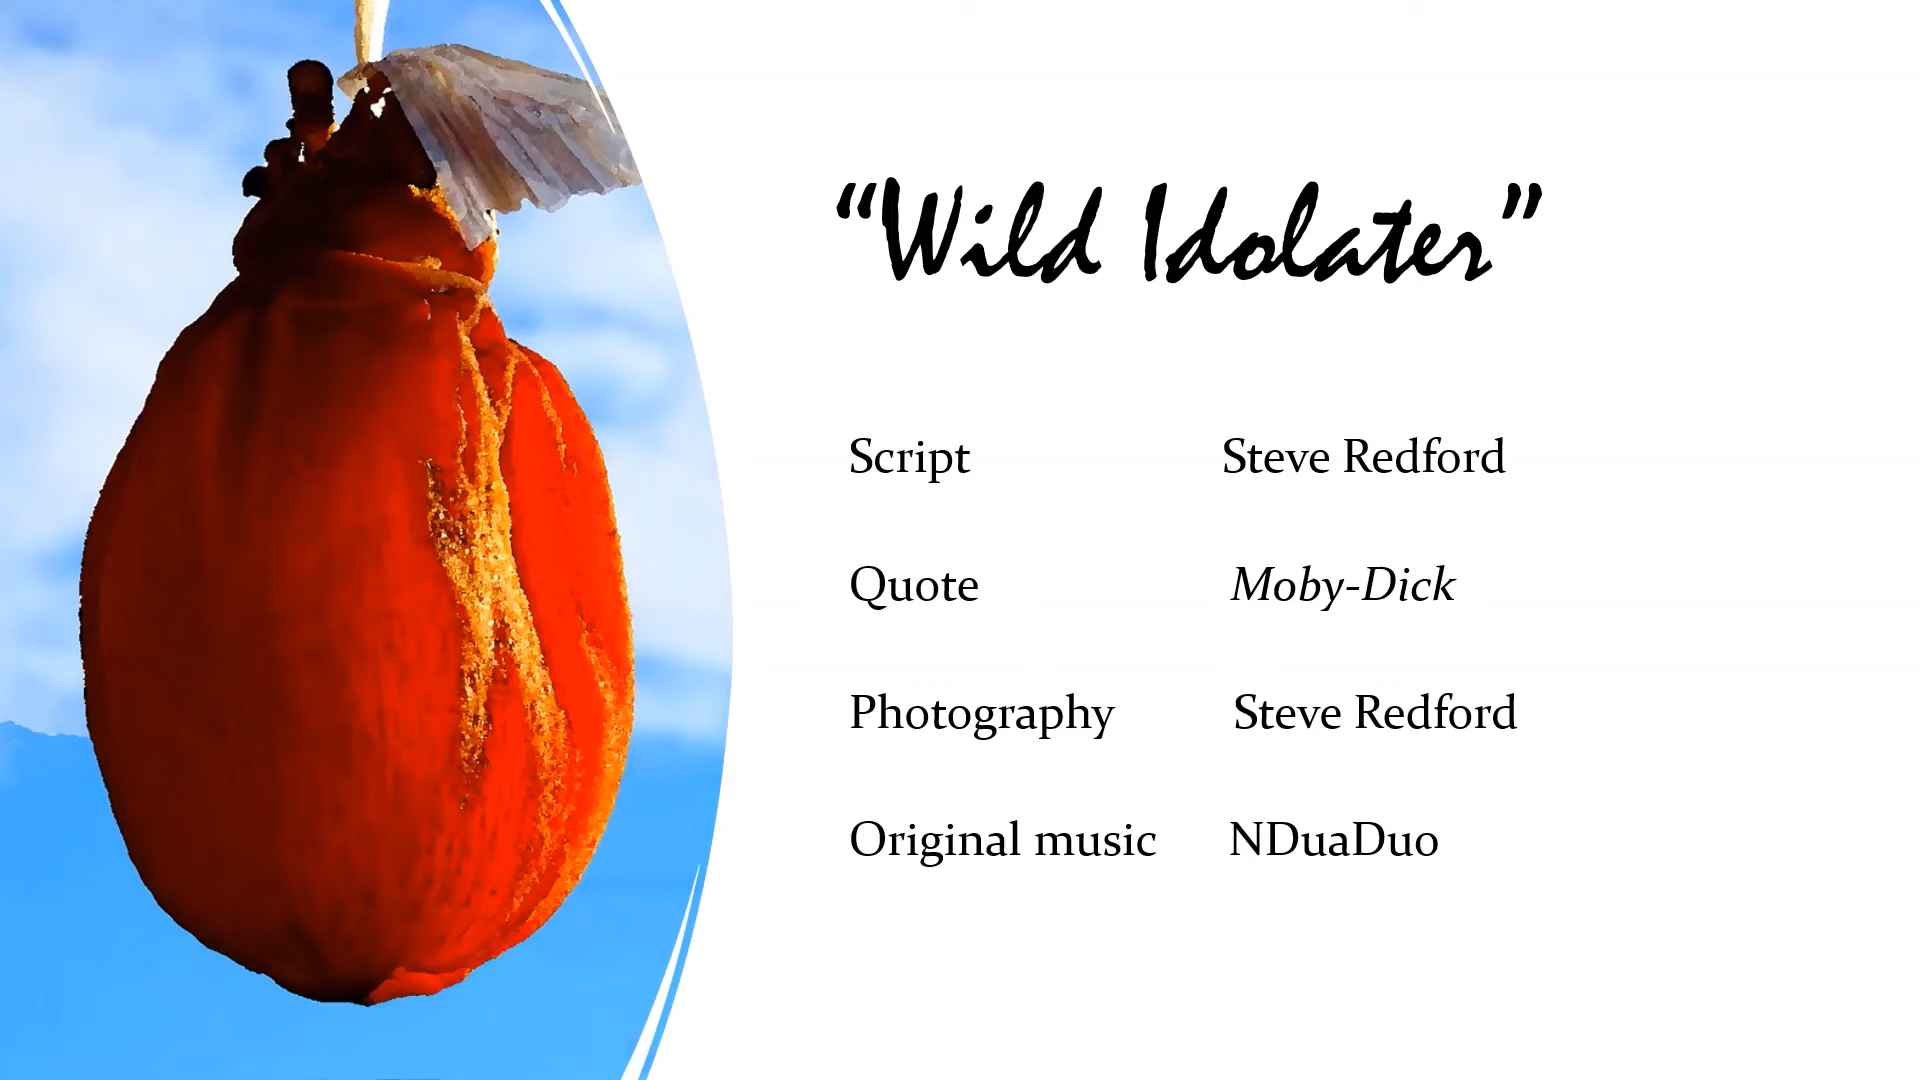 “Wild Idolater”
Script Steve Redford
Quote Moby-Dick
Photography Steve Redford
Original music NDuaDuo